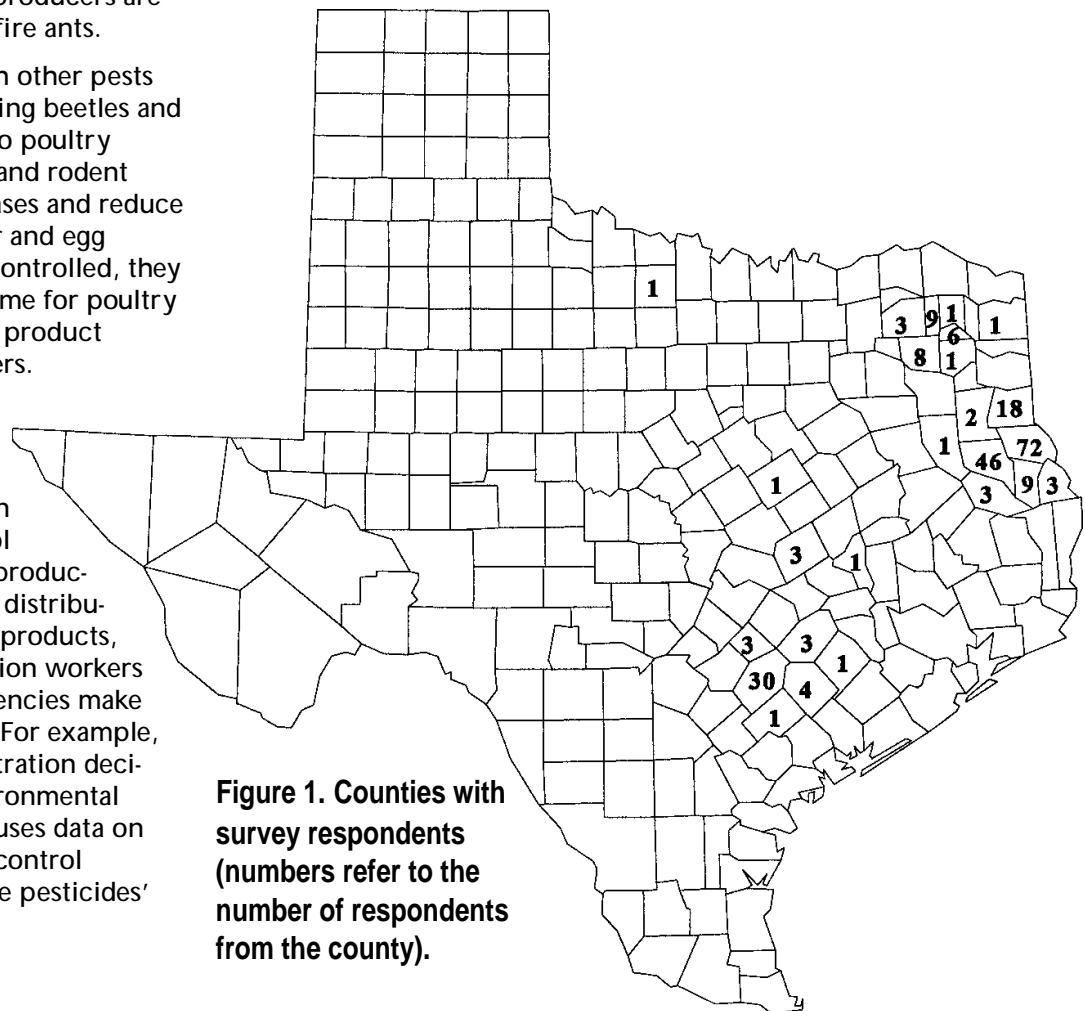 producers are
fire ants.
n other pests
ing beetles and
o poultry
and rodent
ases and reduce
r and egg
controlled, they
me for poultry
product
ers.
n
ol
produc-
distribu-
products,
ion workers
encies make
For example,
tration deci-
ronmental
uses data on
control
e pesticides'
1
3 9 1 1
6
8 1
2 18
1 72
46
9 3
3
1
3 1
3 3
1
30 4
1
Figure 1. Counties with
survey respondents
(numbers refer to the
number of respondents
from the county).